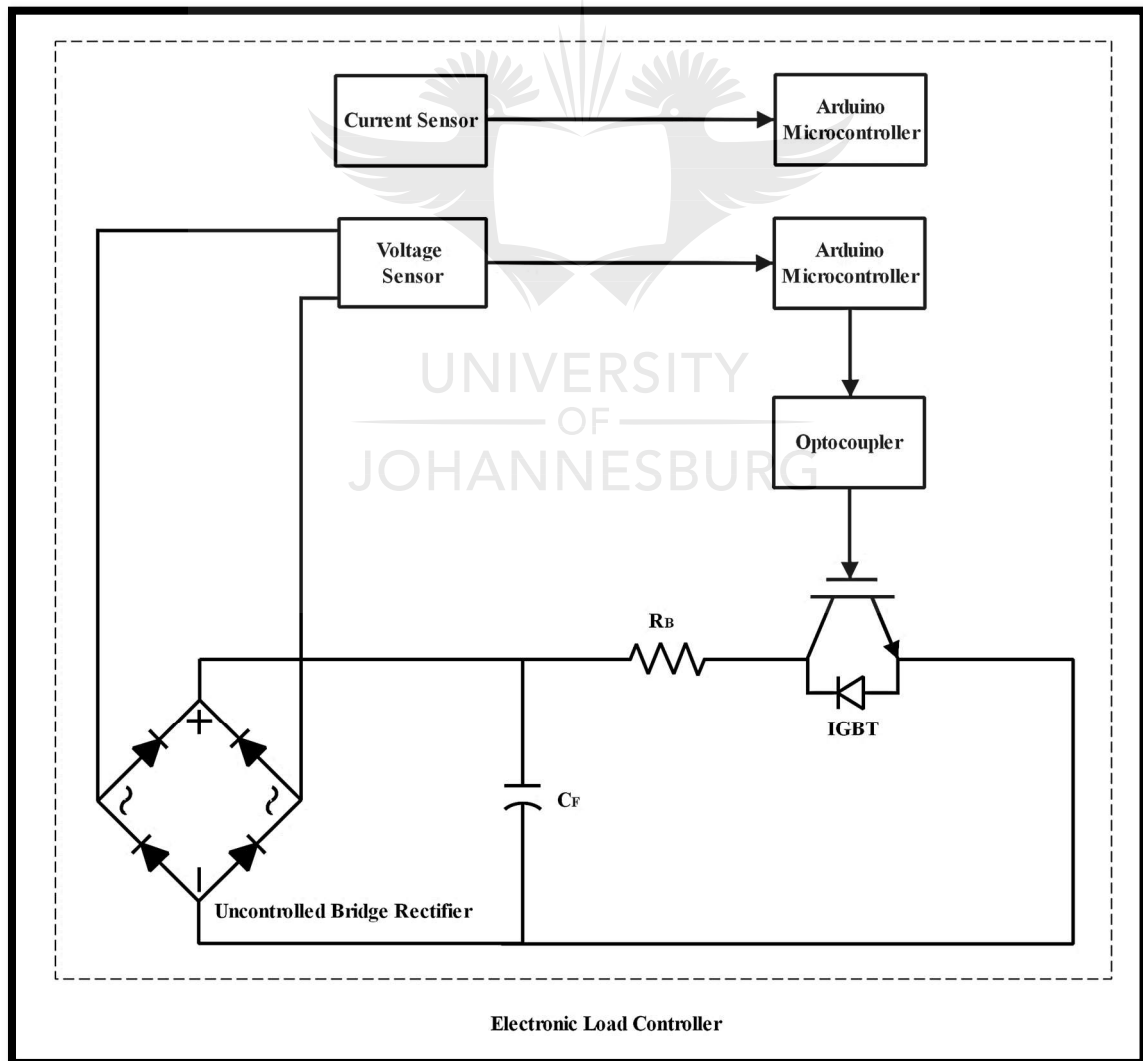 Current Sensor
Arduino
Microcontroller
Voltage
Sensor
Arduino
Microcontroller
UNIVERSITY
OF
JOHANNESBURG
Optocoupler
RB
IGBT
+
~ ~
CF
–
Uncontrolled Bridge Rectifier
Electronic Load Controller